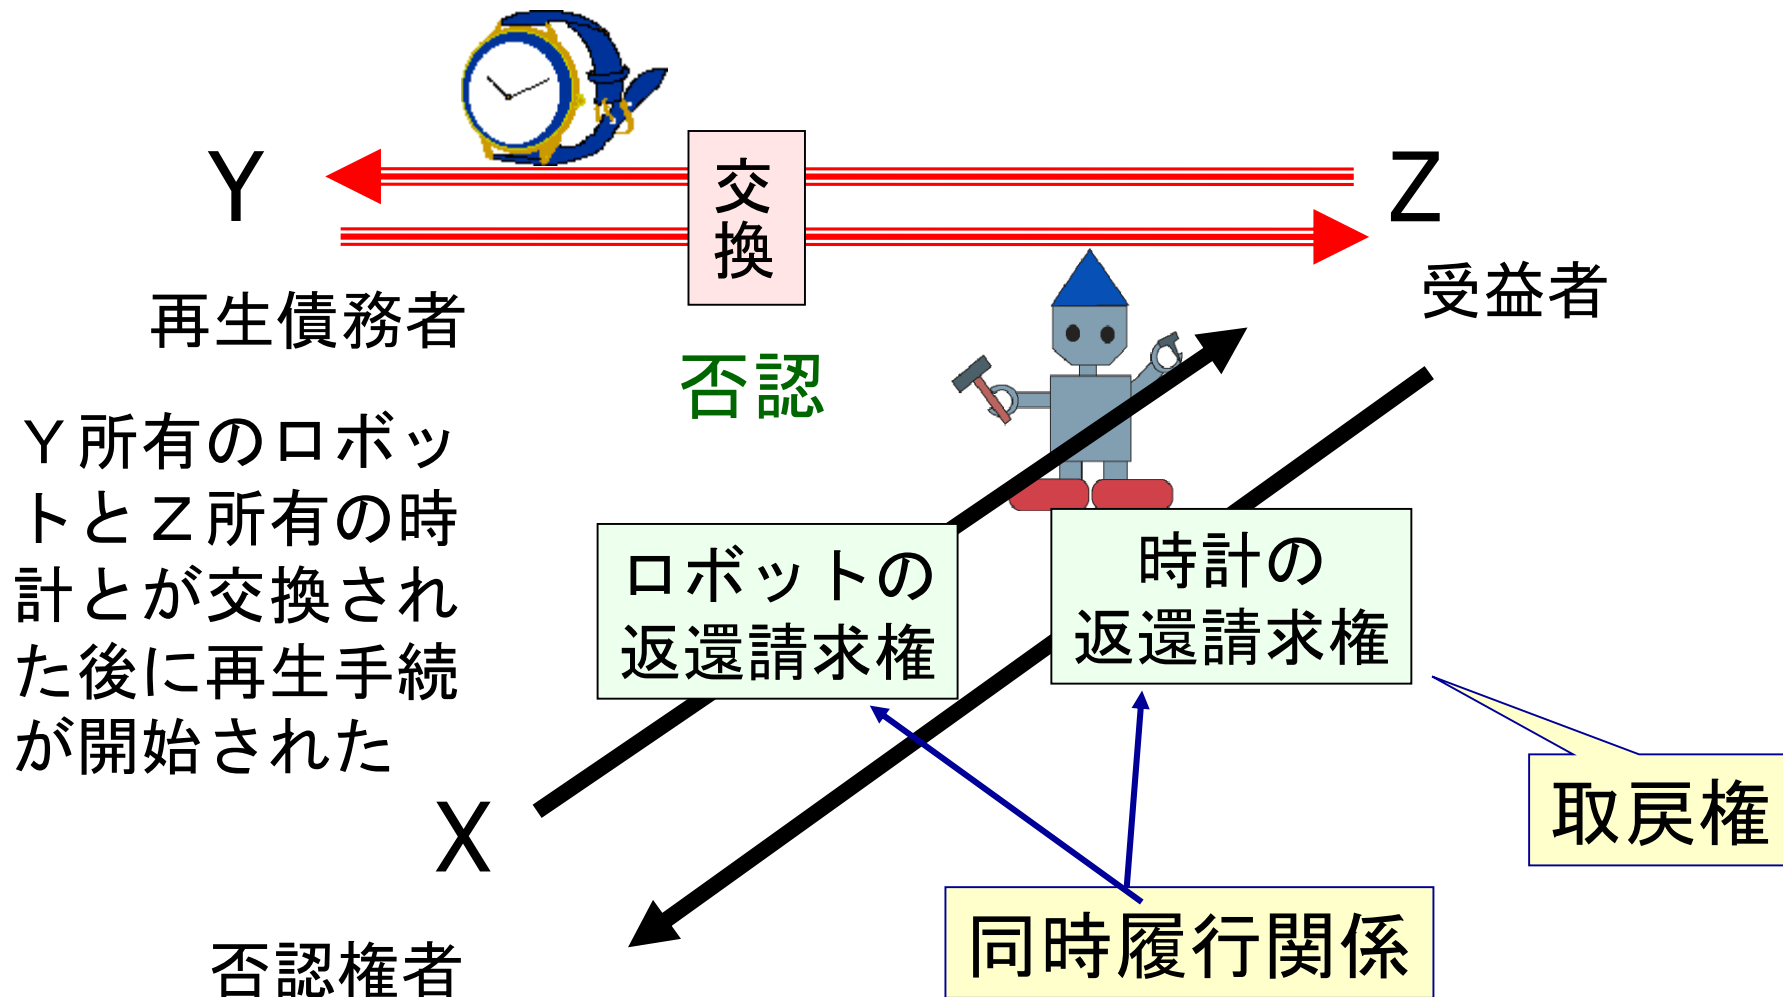 Y
交
換
Z
再生債務者
受益者
否認
Ｙ所有のロボッ
トとＺ所有の時
計とが交換され
た後に再生手続
が開始された
ロボットの
返還請求権
時計の
返還請求権
取戻権
X
否認権者
同時履行関係